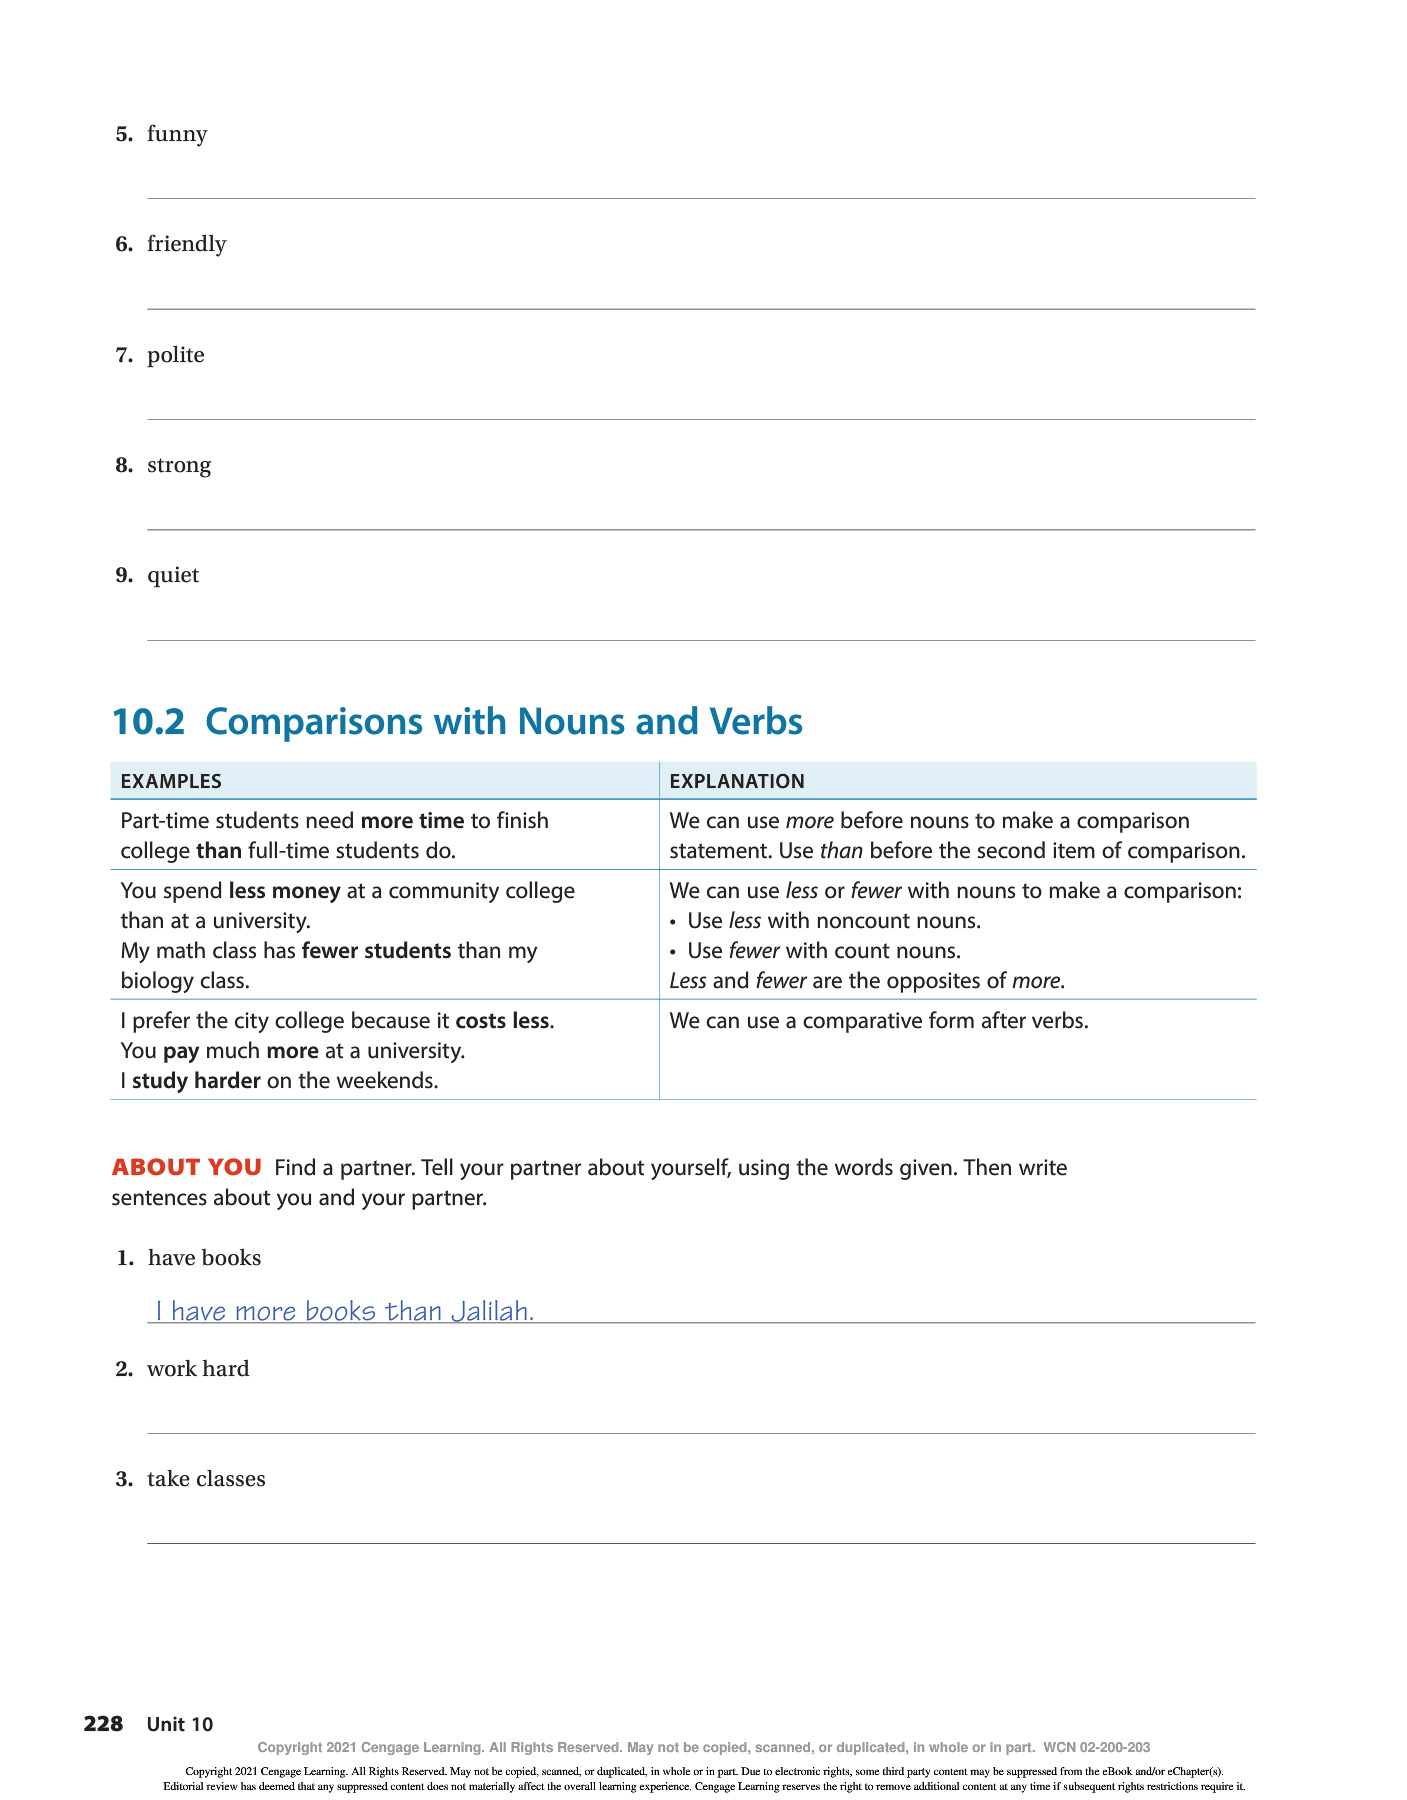 5. funny
6. friendly
7. polite
8. strong
9. quiet
10.2 Comparisons with Nouns and Verbs
EXAMPLES
EXPLANATION
Part-time students need more time to finish
college than full-time students do.
We can use more before nouns to make a comparison
statement. Use than before the second item of comparison.
You spend less money at a community college
than at a university.
My math class has fewer students than my
biology class.
We can use less or fewer with nouns to make a comparison:
• Use less with noncount nouns.
• Use fewer with count nouns.
Less and fewer are the opposites of more.
I prefer the city college because it costs less.
You pay much more at a university.
I study harder on the weekends.
We can use a comparative form after verbs.
ABOUT YOU Find a partner. Tell your partner about yourself, using the words given. Then write
sentences about you and your partner.
1. have books
I have more books than Jalilah.
2. work hard
3. take classes
228 Unit 10
Copyright 2021 Cengage Learning. All Rights Reserved. May not be copied, scanned, or duplicated, in whole or in part. WCN 02-200-203
Copyright 2021 Cengage Learning. All Rights Reserved. May not be copied, scanned, or duplicated, in whole or in part. Due to electronic rights, some third party content may be suppressed from the eBook and/or eChapter(s).
Editorial review has deemed that any suppressed content does not materially affect the overall learning experience. Cengage Learning reserves the right to remove additional content at any time if subsequent rights restrictions require it.